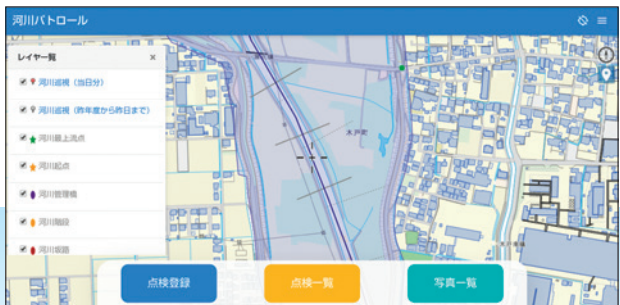 河川パトロール
レイヤ一覧
×
河川巡視（当日分）
河川巡視（昨年度から昨日まで）
河川最上流点
河川起点
河川管理橋
河川階段
河川坂路
木戸町
点検登録
点検一覧
写真一覧